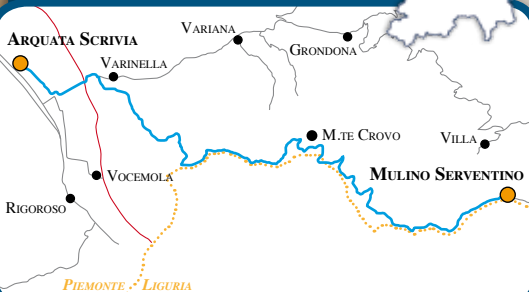 ARQUATA SCRIVIA
VARIANA
GRONDONA
VARINELLA
M.TE CROVO
VILLA
VOCEMOLA
MULINO SERVENTINO
RIGOROSO
PIEMONTE
LIGURIA